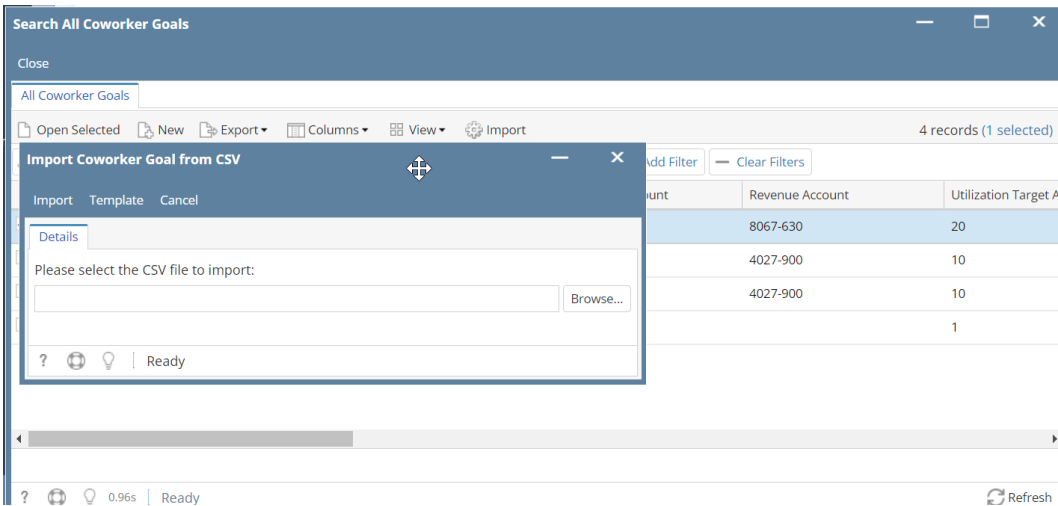 Search All Coworker Goals
Close
All Coworker Goals
Open Selected New Export Columns View Import 4 records (1 selected)
Import Coworker Goal from CSV
Add Filter Clear Filters
Import Template Cancel
ount Revenue Account Utilization Target A
Details
8067-630 20
Please select the CSV file to import:
4027-900 10
Browse...
4027-900 10
1
? Ready
? 0.96s Ready Refresh